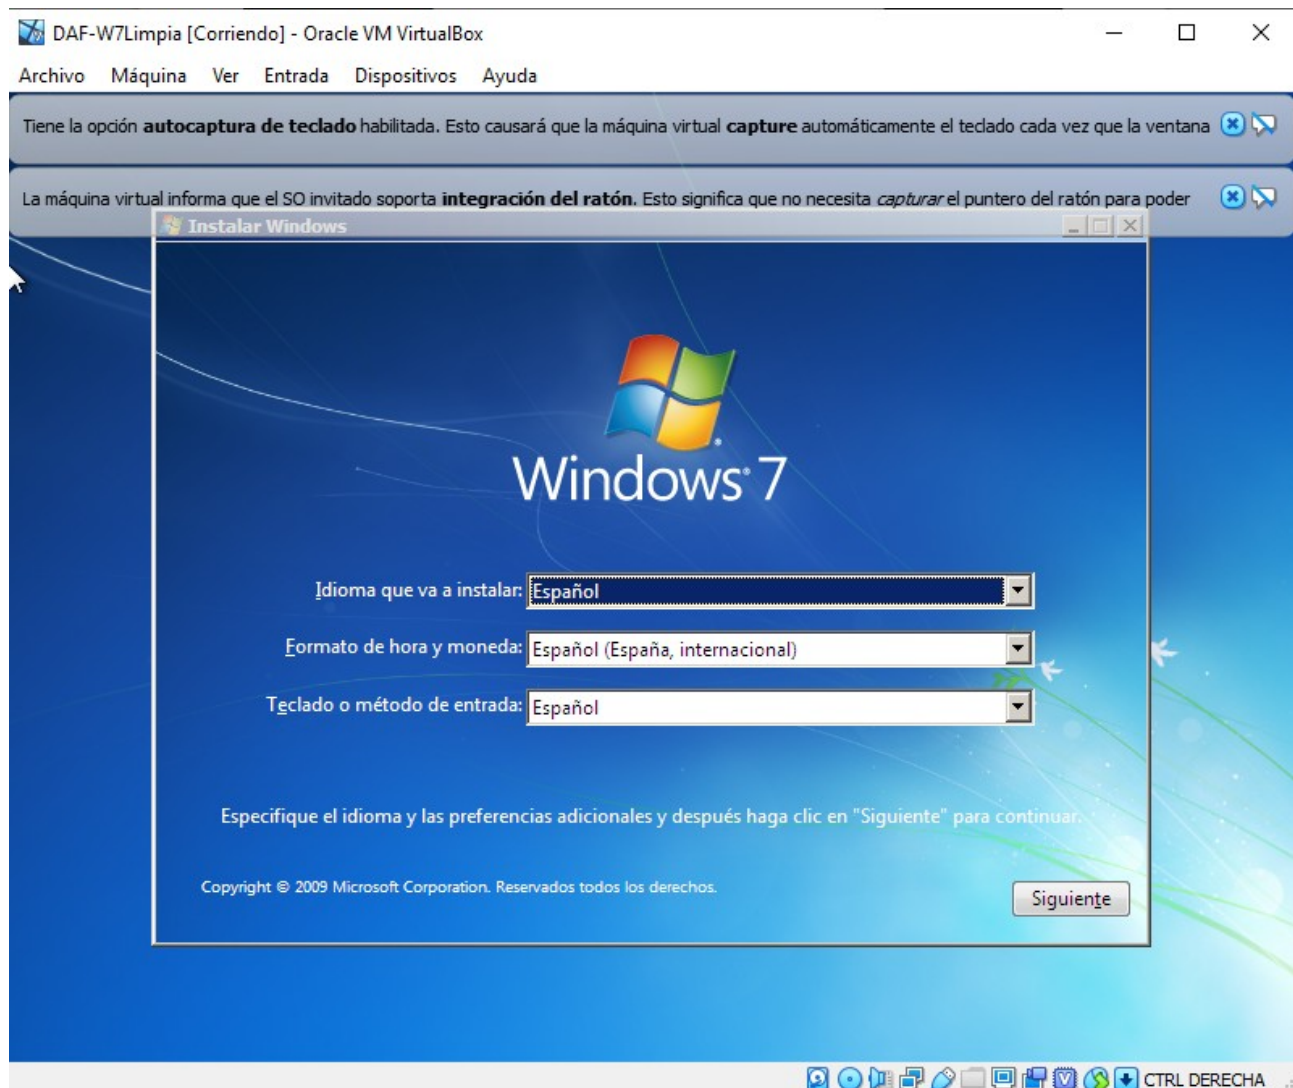 DAF-W7Limpia [Corriendo] - Oracle VM VirtualBox
Archivo Máquina Ver Entrada Dispositivos Ayuda
Tiene la opción autocaptura de teclado habilitada. Esto causará que la máquina virtual capture automáticamente el teclado cada vez que la ventana
La máquina virtual informa que el SO invitado soporta integración del ratón. Esto significa que no necesita capturar el puntero del ratón para poder
Instalar Windows
Windows® 7
Idioma que va a instalar: Español
Formato de hora y moneda: Español (España, internacional)
Teclado o método de entrada: Español
Especifique el idioma y las preferencias adicionales y después haga clic en "Siguiente" para continuar.
Copyright © 2009 Microsoft Corporation. Reservados todos los derechos.
Siguiente
CTRL DERECHA